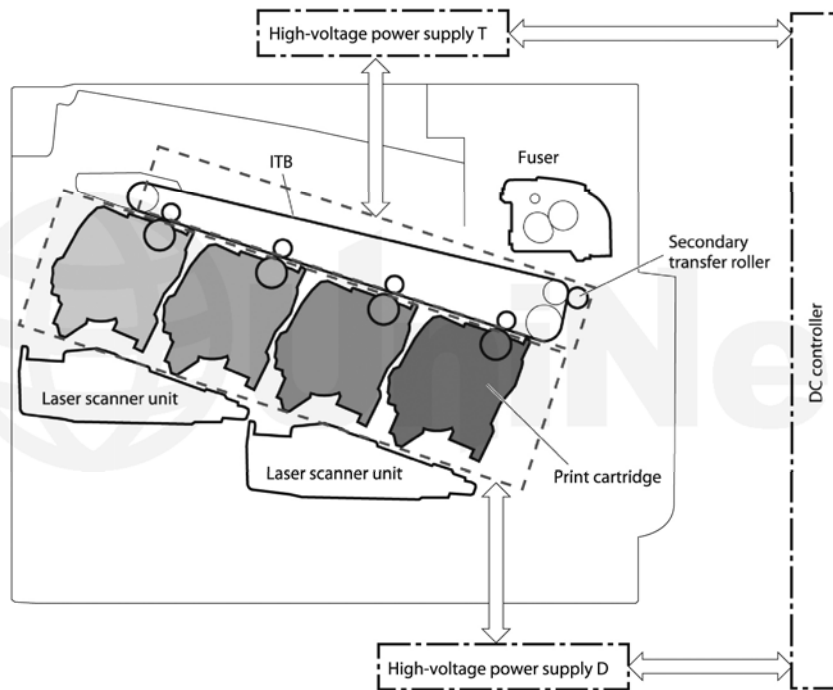 High-voltage power supply T
ITB
Fuser
Secondary
transfer roller
DC controller
Laser scanner unit
Laser scanner unit
Print cartridge
High-voltage power supply D
UniNe